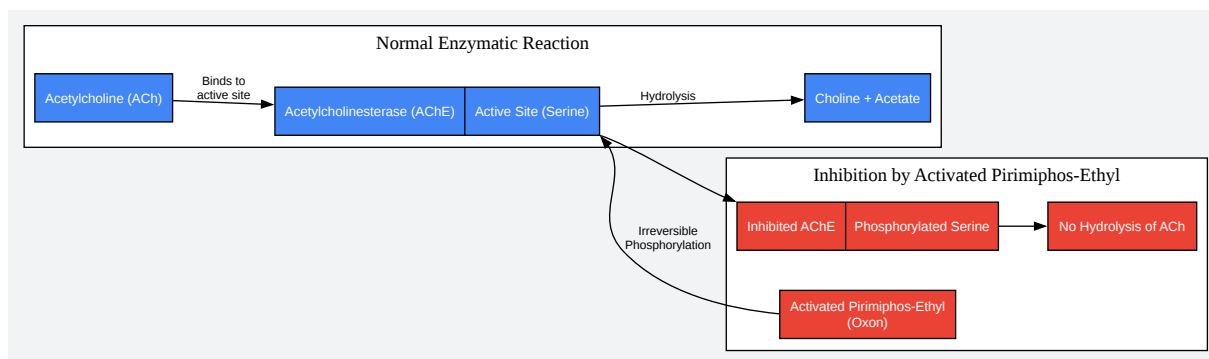 Normal Enzymatic Reaction
Acetylcholine (ACh)
Binds to
active site
Acetylcholinesterase (AChE)
Active Site (Serine)
Hydrolysis
Choline + Acetate
Inhibition by Activated Pirimiphos-Ethyl
Irreversible
Phosphorylation
Inhibited AChE
Phosphorylated Serine
No Hydrolysis of ACh
Activated Pirimiphos-Ethyl
(Oxon)